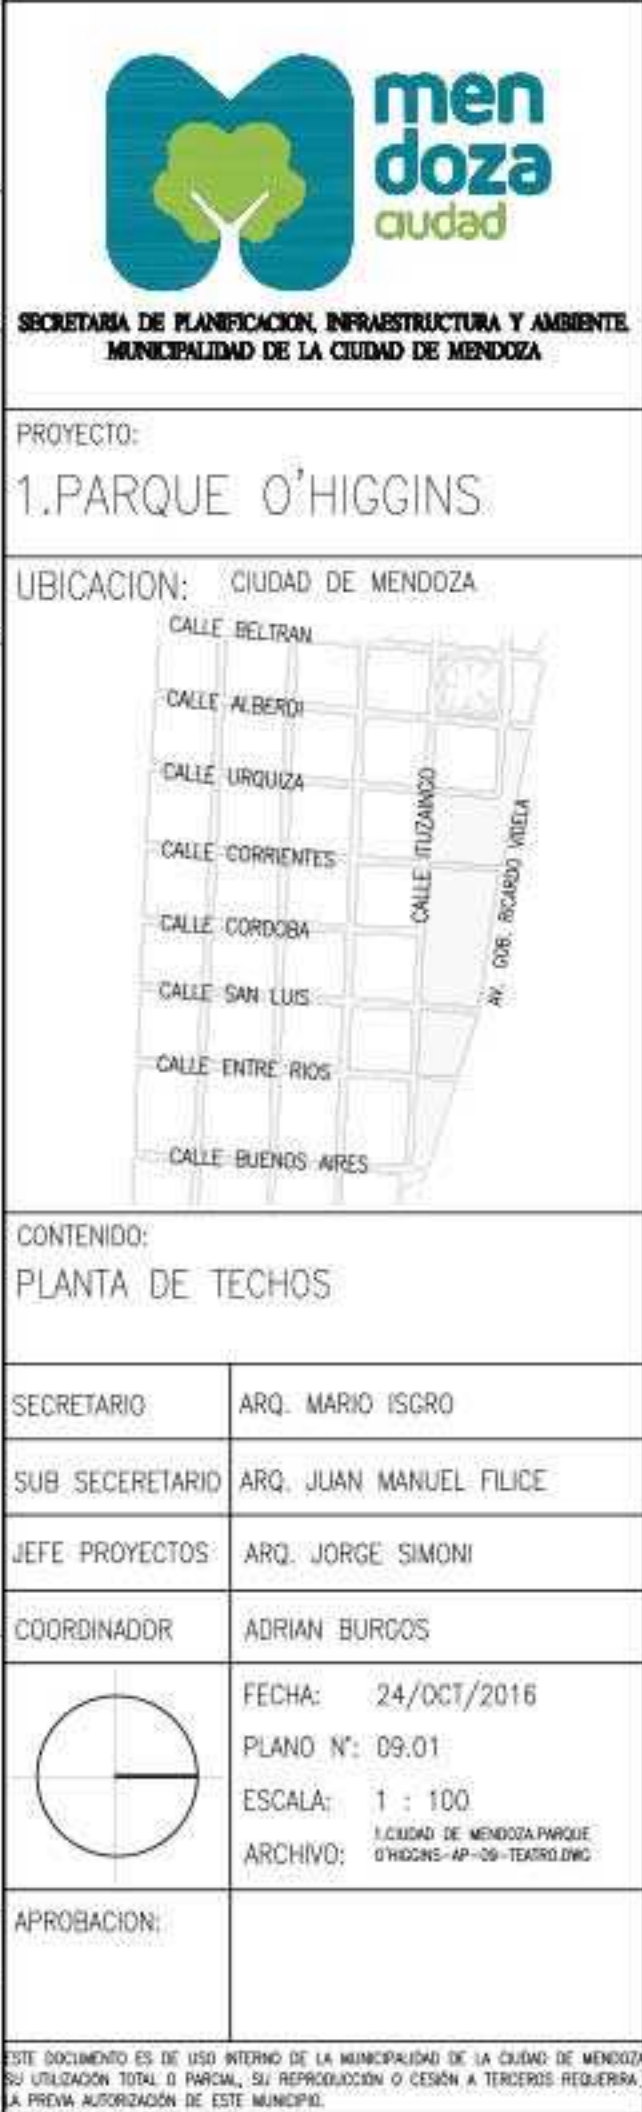 men
doza
ciudad
SECRETARIA DE PLANIFICACION, INFRAESTRUCTURA Y AMBIENTE.
MUNICIPALIDAD DE LA CIUDAD DE MENDOZA
PROYECTO:
1.PARQUE O'HIGGINS
UBICACION: CIUDAD DE MENDOZA
CALLE BELTRAN
CALLE ALBERDI
CALLE URQUIZA
CALLE CORRIENTES
CALLE CORDOBA
CALLE SAN LUIS
CALLE ENTRE RIOS
CALLE BUENOS AIRES
CALLE ITUZAINGO
AV. GOB. RICARDO VIDELA
CONTENIDO:
PLANTA DE TECHOS
SECRETARIO ARQ. MARIO ISGRO
SUB SECERETARIO ARQ. JUAN MANUEL FILICE
JEFE PROYECTOS ARQ. JORGE SIMONI
COORDINADOR ADRIAN BURGOS
FECHA: 24/OCT/2016
PLANO N°: 09.01
ESCALA: 1 : 100
ARCHIVO: 1.CIUDAD DE MENDOZA.PARQUE
O'HIGGINS-AP-09-TEATRO.DWG
APROBACION:
ESTE DOCUMENTO ES DE USO INTERNO DE LA MUNICIPALIDAD DE LA CIUDAD DE MENDOZA
SU UTILIZACIÓN TOTAL O PARCIAL, SU REPRODUCCIÓN O CESIÓN A TERCEROS REQUERIRA
LA PREVIA AUTORIZACIÓN DE ESTE MUNICIPIO.